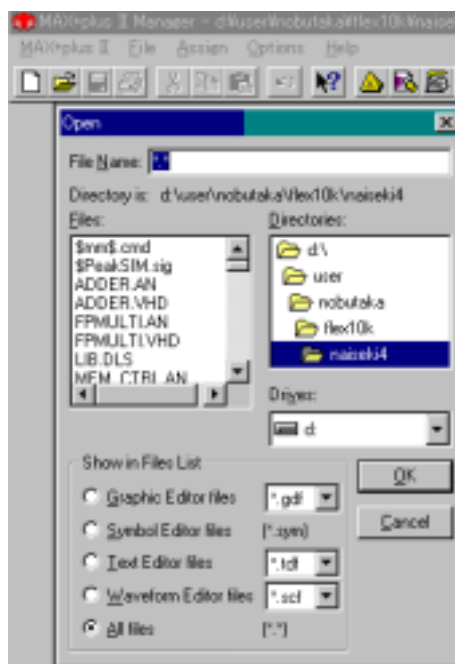 MAX+plus II Manager - d:¥user¥nobutaka¥flex10k¥naise
MAX+plus II File Assign Options Help
Open
File Name: *.*
Directory is: d:\user\nobutaka\flex10k\naiseki4
Files:
Directories:
$mm$.cmd
$PeakSIM.sig
ADDER.AN
ADDER.VHD
FPMULTI.AN
FPMULTI.VHD
LIB.DLS
MEM_CTRL.AN
d:\
user
nobutaka
flex10k
naiseki4
Drives:
d:
Show in Files List
Graphic Editor files *.gdf
Symbol Editor files (*.sym)
Text Editor files *.tdf
Waveform Editor files *.scf
All files (*.*)
OK
Cancel